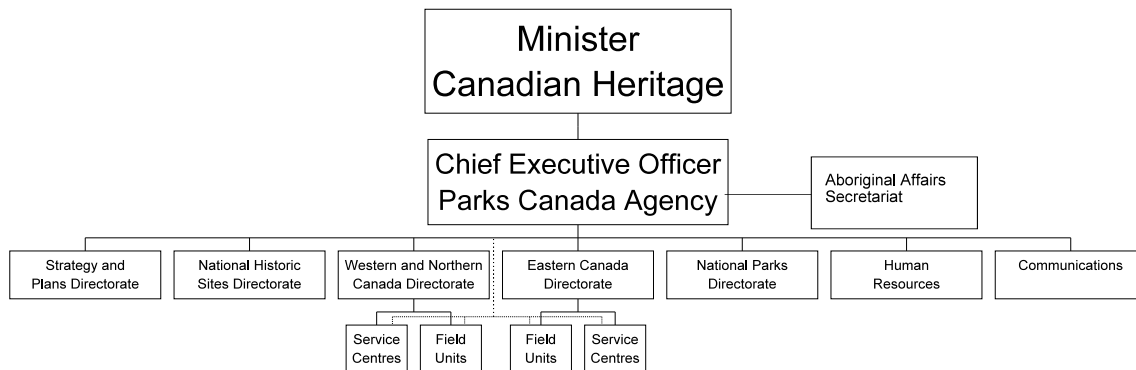 Minister
Canadian Heritage
Chief Executive Officer
Parks Canada Agency
Aboriginal Affairs
Secretariat
Strategy and
Plans Directorate
National Historic
Sites Directorate
Western and Northern
Canada Directorate
Eastern Canada
Directorate
National Parks
Directorate
Human
Resources
Communications
Service
Centres
Field
Units
Field
Units
Service
Centres